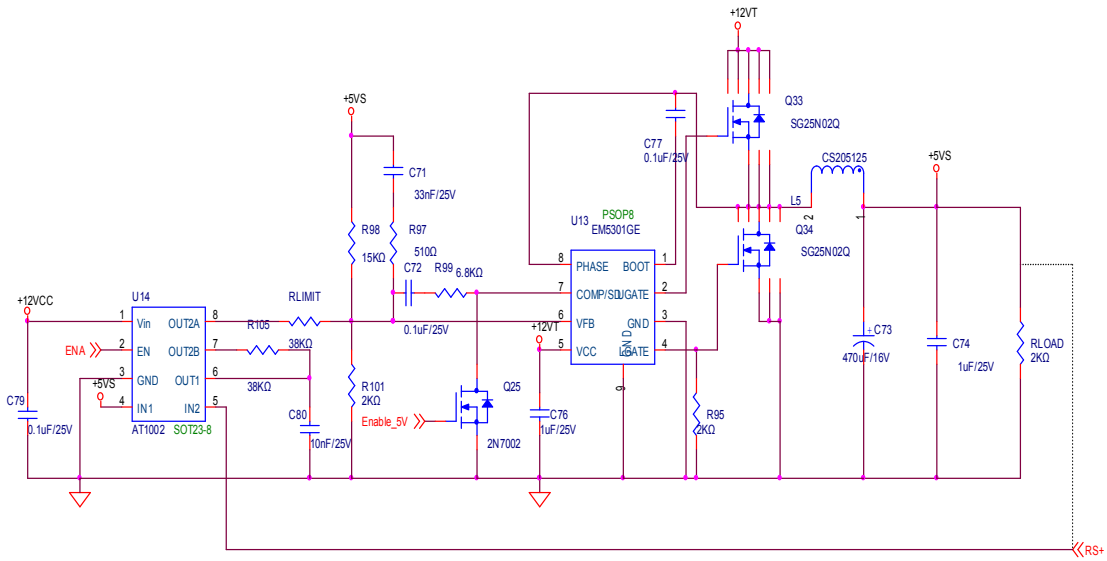 +12VT
Q33
SG25N02Q
+5VS
C77
0.1uF/25V
CS205125
+5VS
C71
33nF/25V
L5
2
1
R98
15KΩ
R97
510Ω
U13
PSOP8
EM5301GE
Q34
SG25N02Q
C72
R99
6.8KΩ
0.1uF/25V
8
PHASE
BOOT
1
7
COMP/SD
UGATE
2
6
VFB
GND
3
5
VCC
LGATE
4
GND
9
+12VT
+12VCC
U14
RLIMIT
38KΩ
1
Vin
OUT2A
8
ENA
2
EN
OUT2B
7
R105
38KΩ
3
GND
OUT1
6
+5VS
4
IN1
IN2
5
AT1002
SOT23-8
C79
0.1uF/25V
C80
10nF/25V
R101
2KΩ
Enable_5V
Q25
2N7002
C76
1uF/25V
R95
2KΩ
+
C73
470uF/16V
C74
1uF/25V
RLOAD
2KΩ
RS+